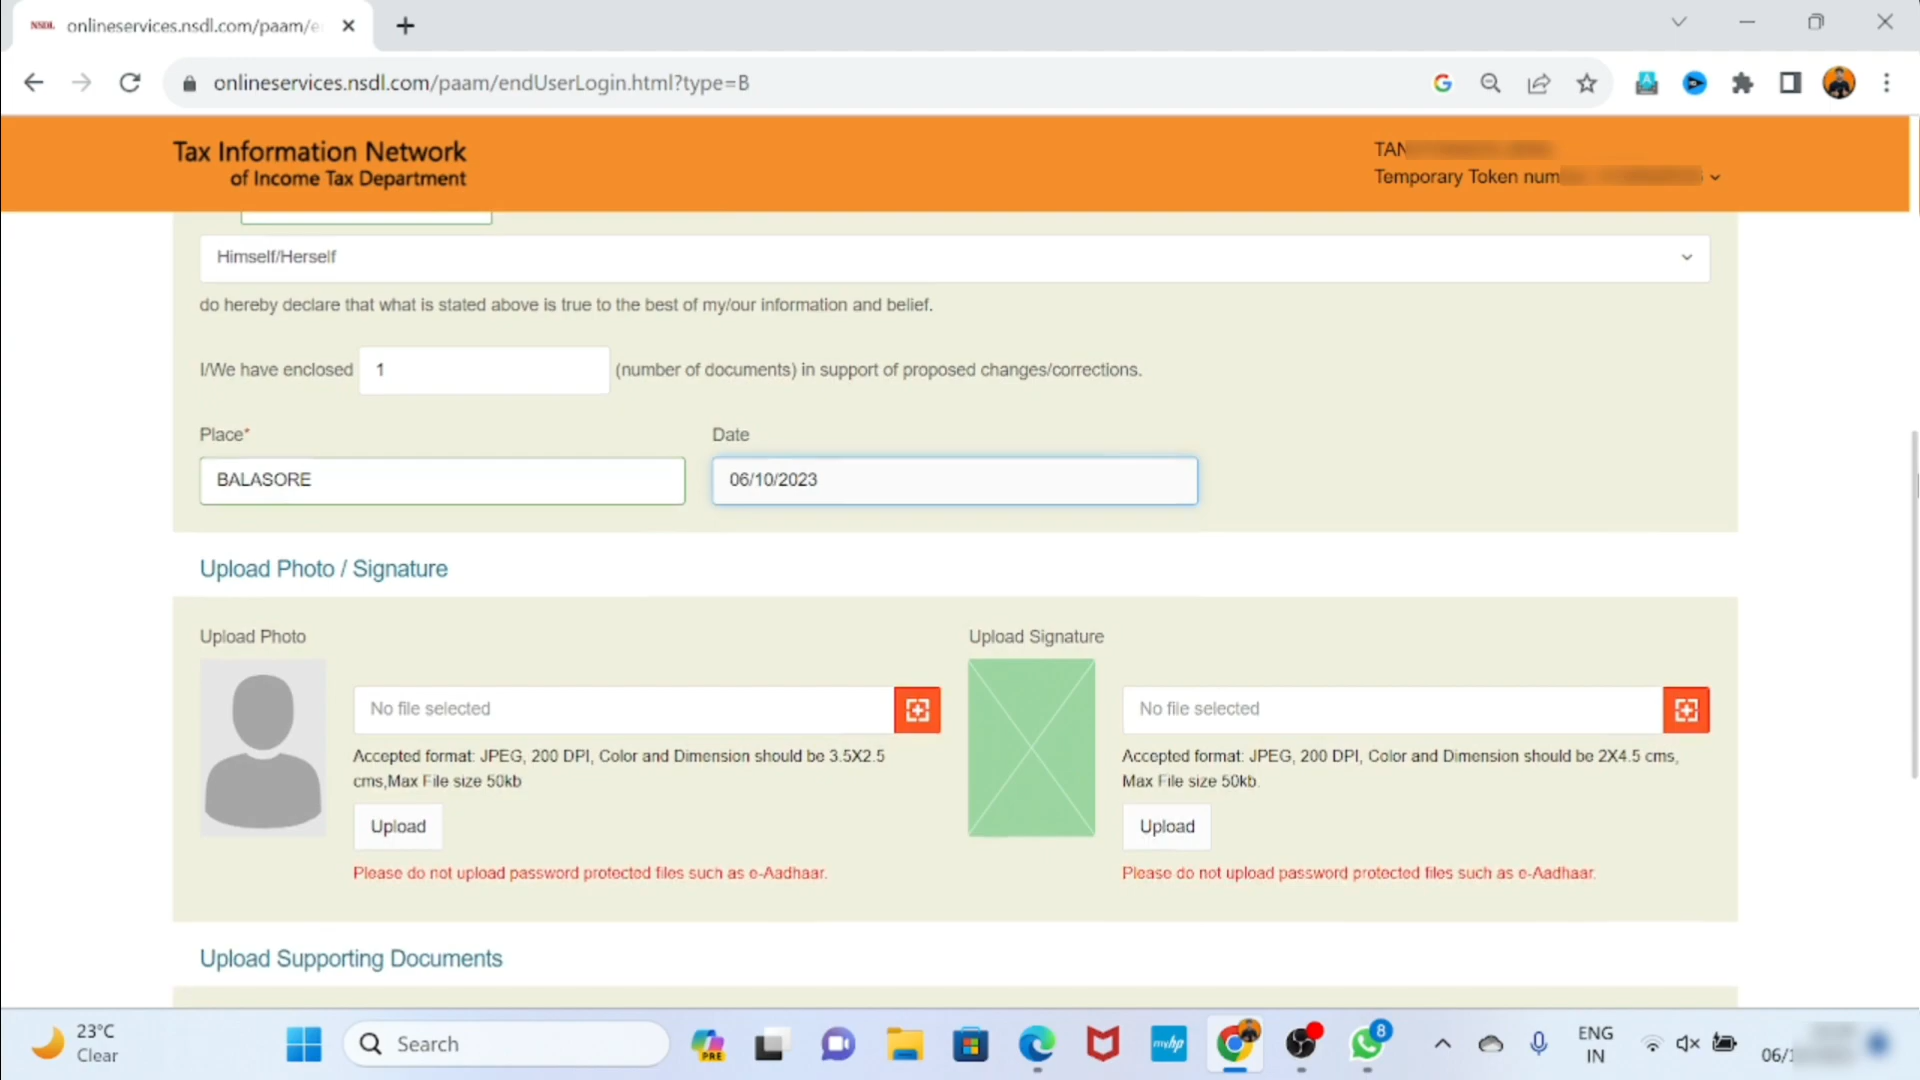 NSDL onlineservices.nsdl.com/paam/e
onlineservices.nsdl.com/paam/endUserLogin.html?type=B
Tax Information Network
of Income Tax Department
TAN
Temporary Token num
Himself/Herself
do hereby declare that what is stated above is true to the best of my/our information and belief.
I/We have enclosed 1 (number of documents) in support of proposed changes/corrections.
Place* Date
BALASORE 06/10/2023
Upload Photo / Signature
Upload Photo Upload Signature
No file selected No file selected
Accepted format: JPEG, 200 DPI, Color and Dimension should be 3.5X2.5
cms,Max File size 50kb
Accepted format: JPEG, 200 DPI, Color and Dimension should be 2X4.5 cms,
Max File size 50kb.
Upload Upload
Please do not upload password protected files such as e-Aadhaar.
Please do not upload password protected files such as e-Aadhaar.
Upload Supporting Documents
23°C
Clear
Search
PRE
myhp
8
ENG
IN
06/1